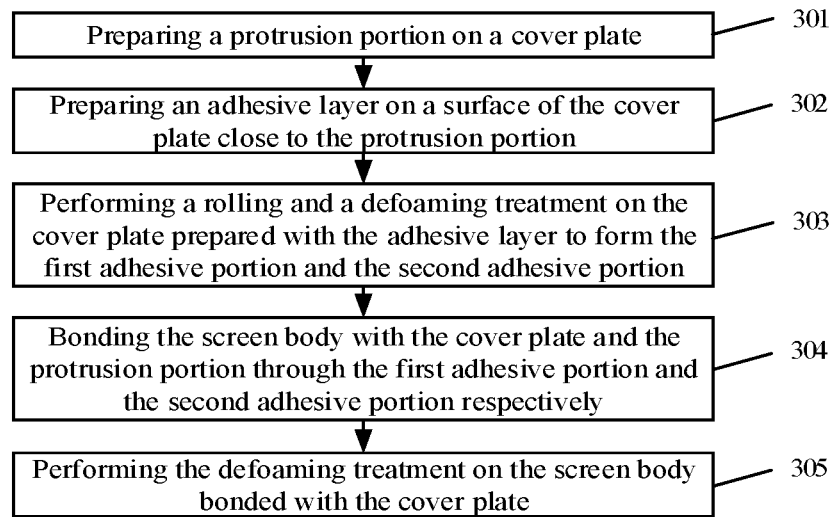 Preparing a protrusion portion on a cover plate
301
Preparing an adhesive layer on a surface of the cover
plate close to the protrusion portion
302
Performing a rolling and a defoaming treatment on the
cover plate prepared with the adhesive layer to form the
first adhesive portion and the second adhesive portion
303
Bonding the screen body with the cover plate and the
protrusion portion through the first adhesive portion and
the second adhesive portion respectively
304
Performing the defoaming treatment on the screen body
bonded with the cover plate
305